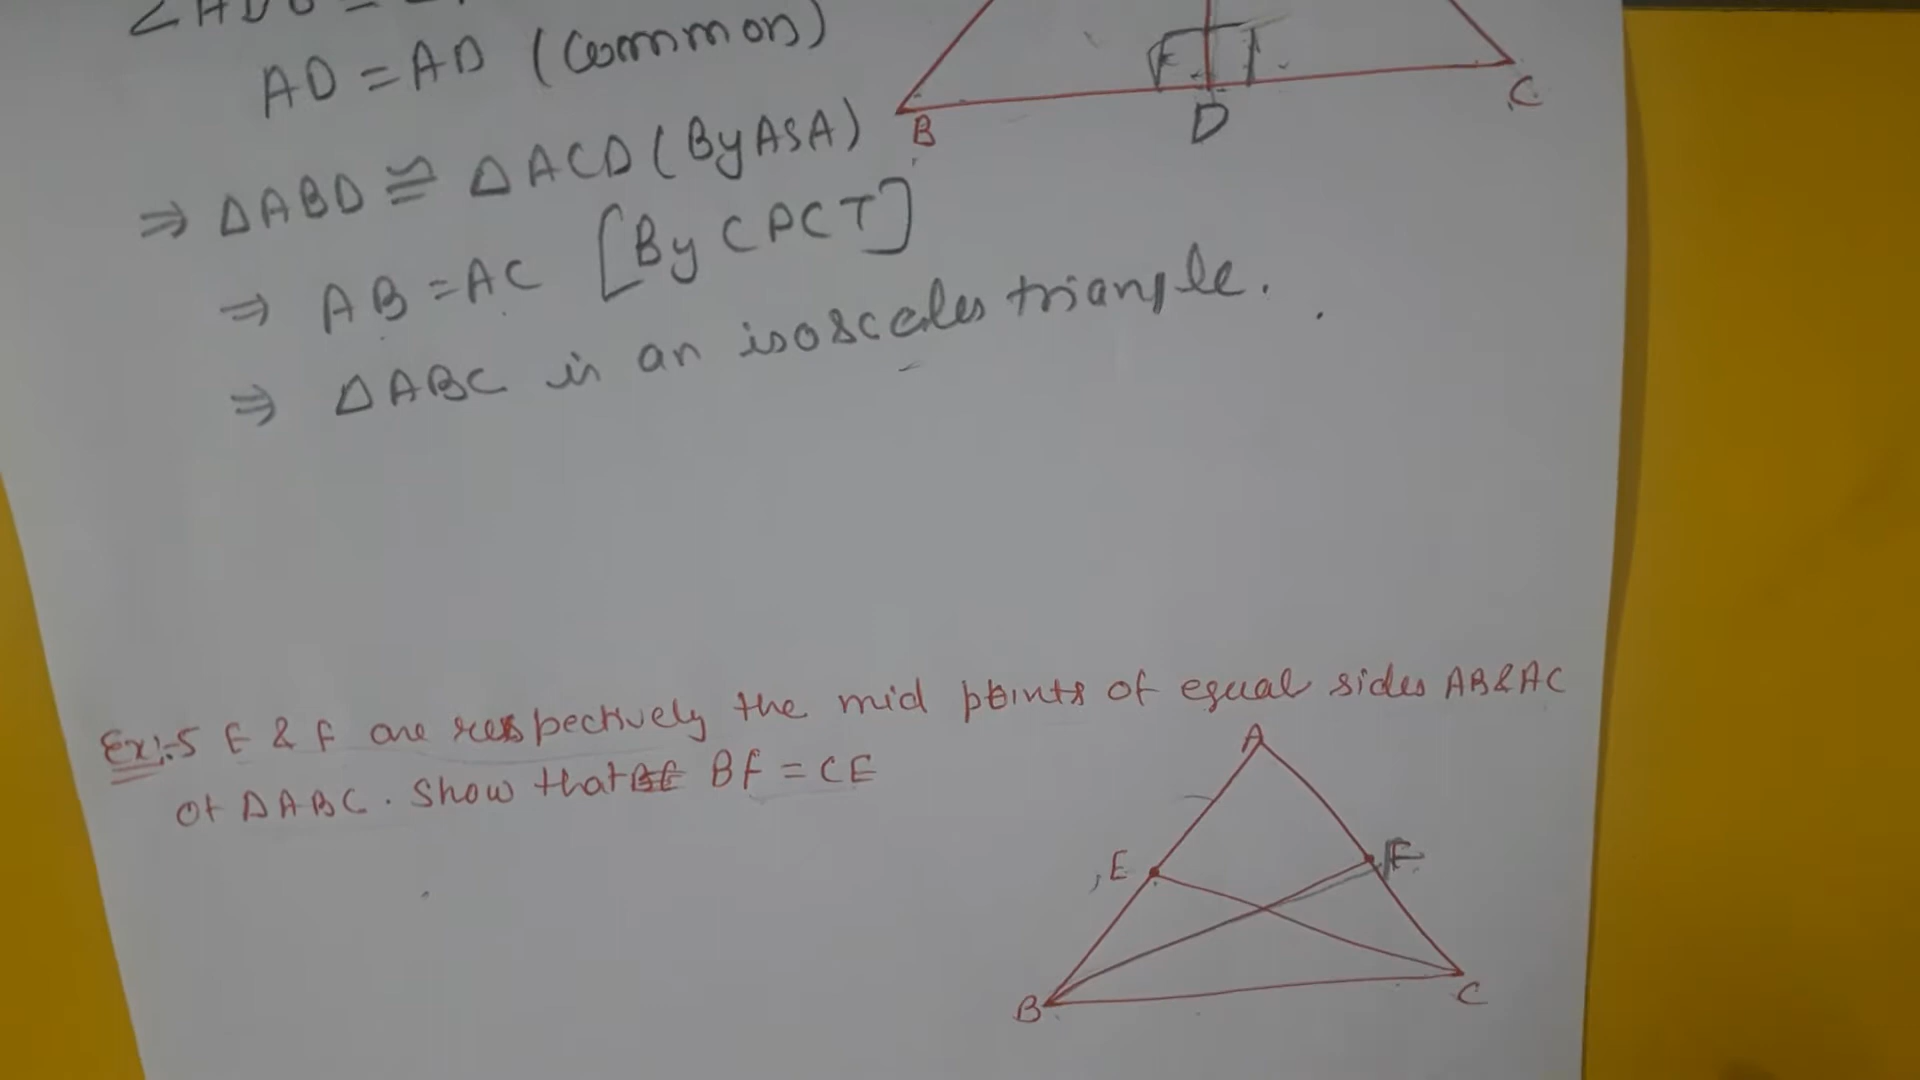 AD = AD (Common)
⇒ ΔABD ≅ ΔACD (By ASA)
⇒ AB = AC [By CPCT]
⇒ ΔABC is an isosceles triangle.
B
D
C
Ex:-5 E & F are respectively the mid points of equal sides AB & AC
of ΔABC. Show that BF = CE
A
E
F
B
C